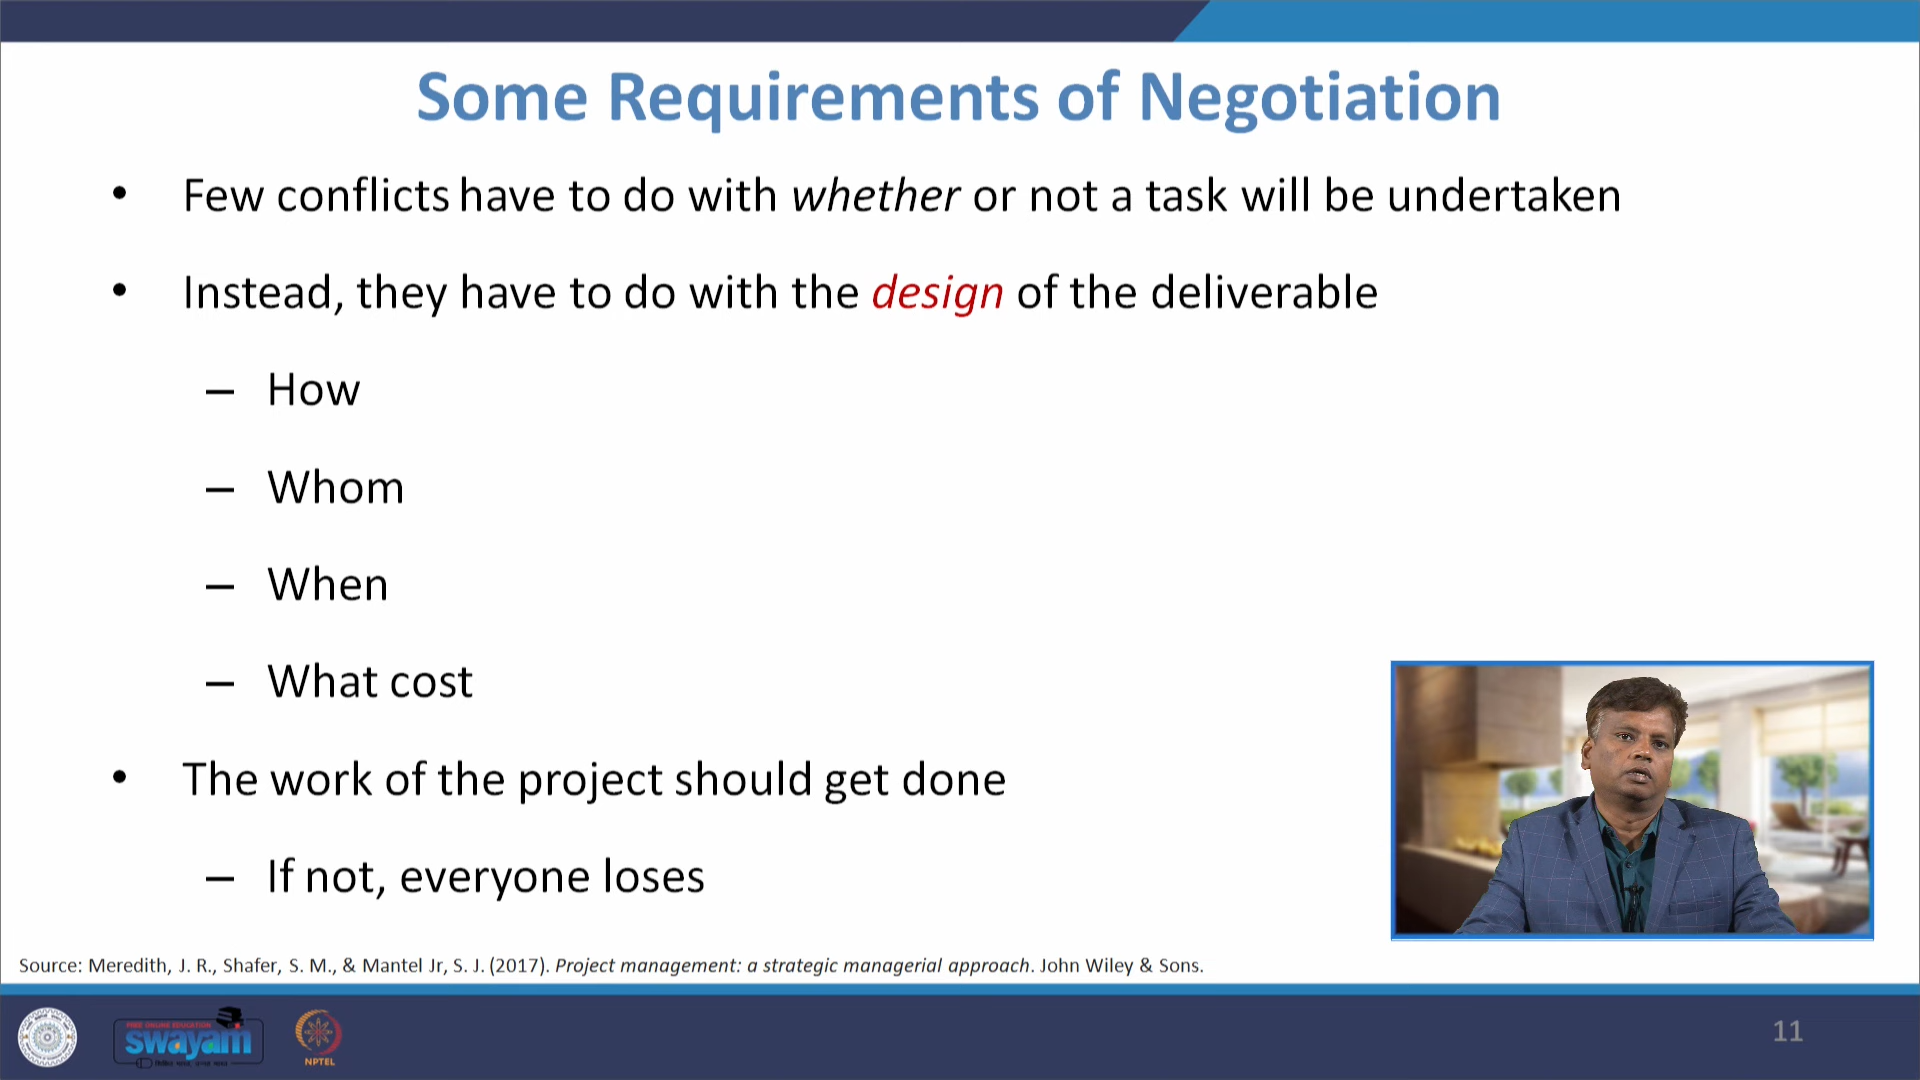 Some Requirements of Negotiation
• Few conflicts have to do with whether or not a task will be undertaken
• Instead, they have to do with the design of the deliverable
– How
– Whom
– When
– What cost
• The work of the project should get done
– If not, everyone loses
Source: Meredith, J. R., Shafer, S. M., & Mantel Jr, S. J. (2017). Project management: a strategic managerial approach. John Wiley & Sons.
FREE ONLINE EDUCATION
swayam
NPTEL
11